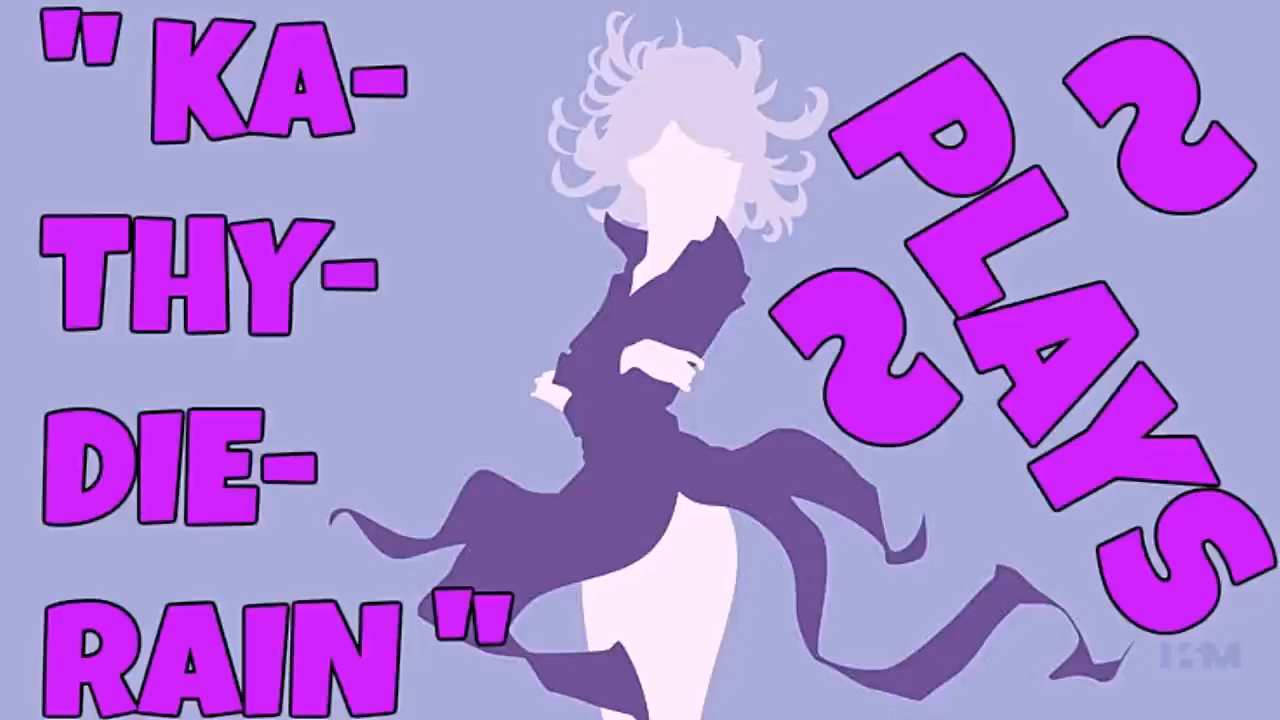 " KA-
THY-
DIE-
RAIN "
PLAYS